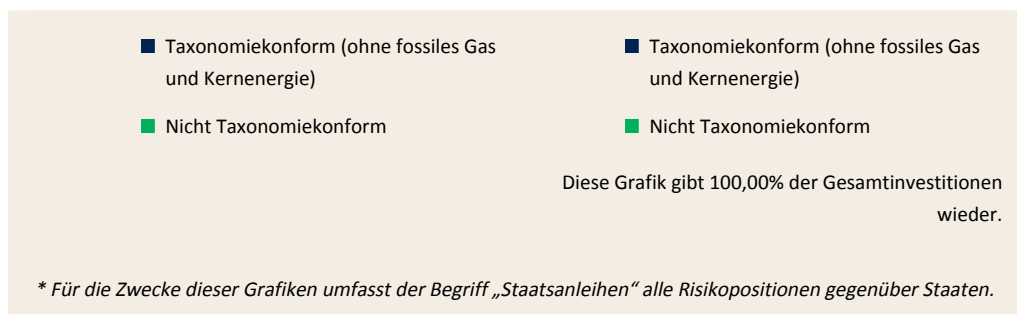 Taxonomiekonform (ohne fossiles Gas
und Kernenergie)
Nicht Taxonomiekonform
Taxonomiekonform (ohne fossiles Gas
und Kernenergie)
Nicht Taxonomiekonform
Diese Grafik gibt 100,00% der Gesamtinvestitionen
wieder.
* Für die Zwecke dieser Grafiken umfasst der Begriff „Staatsanleihen“ alle Risikopositionen gegenüber Staaten.